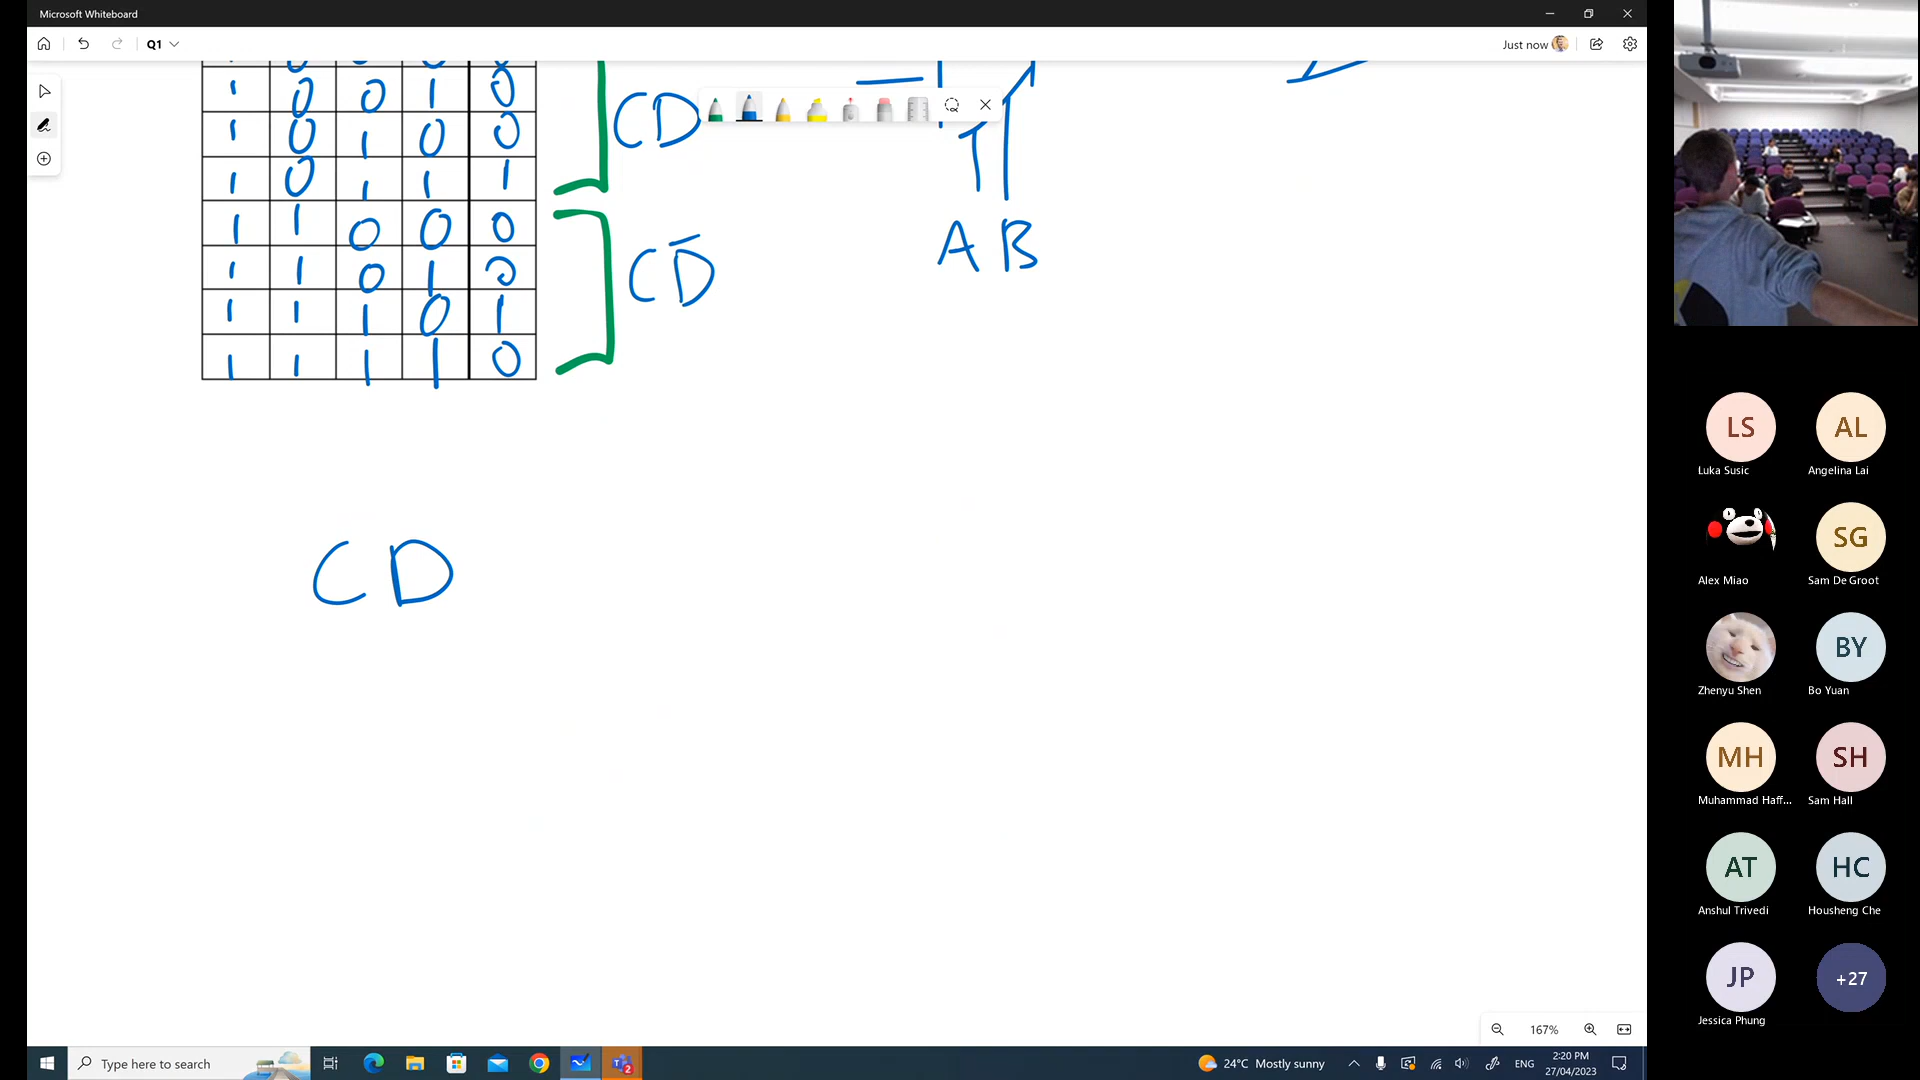 Microsoft Whiteboard
Q1
Just now
1 0 0 1 0
1 0 1 0 0
1 0 1 1 1
CD
1 1 0 0 0
1 1 0 1 0
1 1 1 0 1
1 1 1 1 0
CD̄
A B
CD
LS
Luka Susic
AL
Angelina Lai
Alex Miao
SG
Sam De Groot
Zhenyu Shen
BY
Bo Yuan
MH
Muhammad Haff...
SH
Sam Hall
AT
Anshul Trivedi
HC
Housheng Che
JP
Jessica Phung
+27
167%
Type here to search
2
24°C Mostly sunny
ENG
2:20 PM
27/04/2023